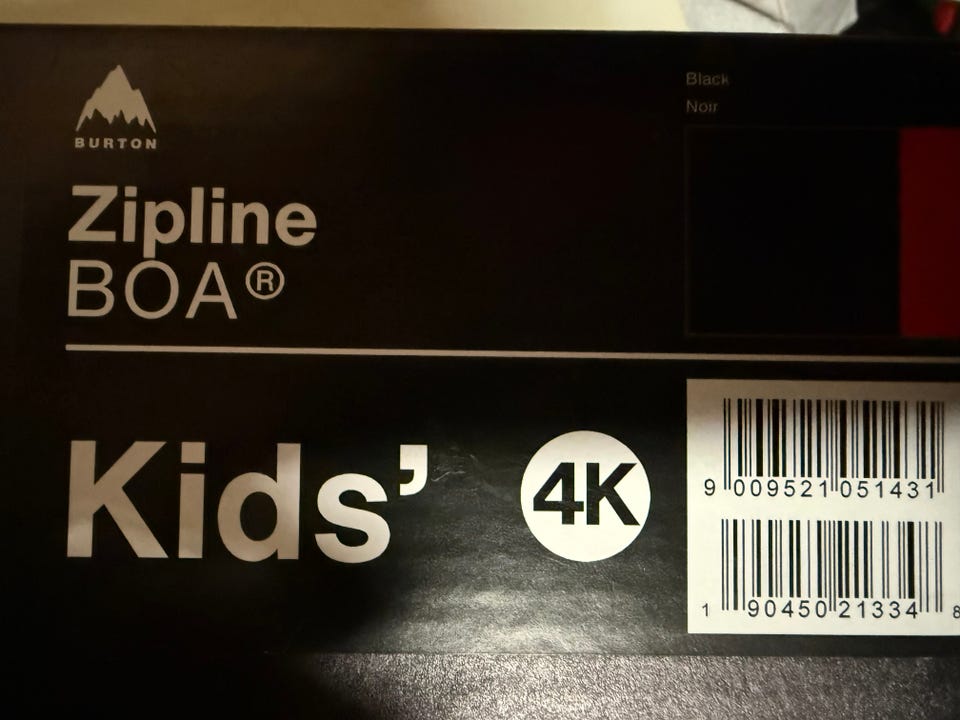 BURTON
Zipline
BOA®
Black
Noir
Kids’
4K
9 009521 051431
1 90450 21334 8